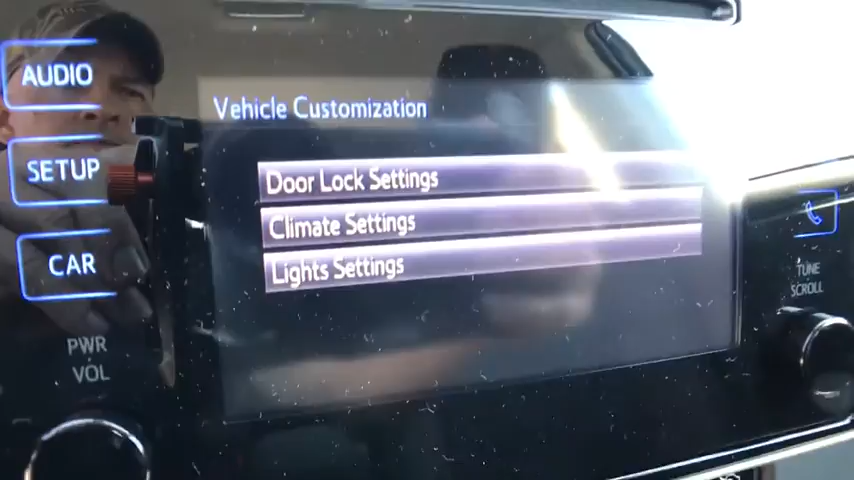 AUDIO
Vehicle Customization
SETUP
Door Lock Settings
Climate Settings
CAR
Lights Settings
TUNE
SCROLL
PWR
VOL